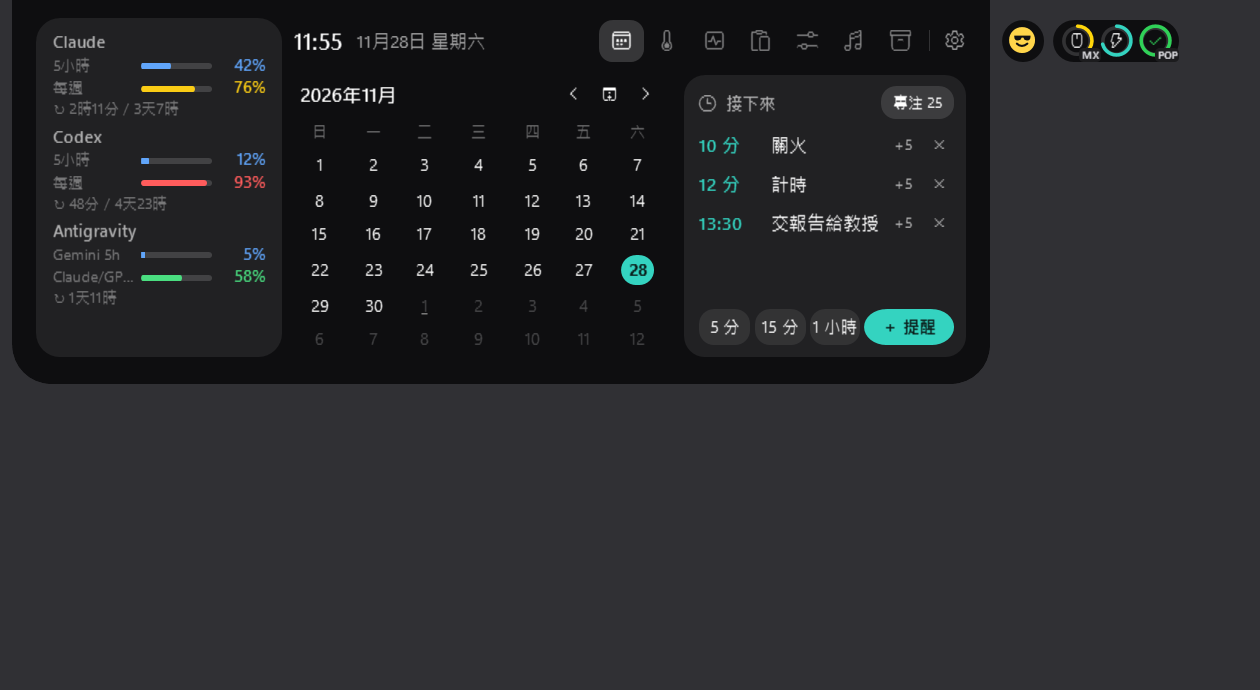 Claude
5小時 42%
每週 76%
↻ 2時11分 / 3天7時
Codex
5小時 12%
每週 93%
↻ 48分 / 4天23時
Antigravity
Gemini 5h 5%
Claude/GP... 58%
↻ 1天11時
11:55 11月28日 星期六
2026年11月
日 一 二 三 四 五 六
1 2 3 4 5 6 7
8 9 10 11 12 13 14
15 16 17 18 19 20 21
22 23 24 25 26 27 28
29 30 1 2 3 4 5
6 7 8 9 10 11 12
接下來 專注 25
10 分 關火 +5 ×
12 分 計時 +5 ×
13:30 交報告給教授 +5 ×
5 分 15 分 1 小時 + 提醒
MX POP